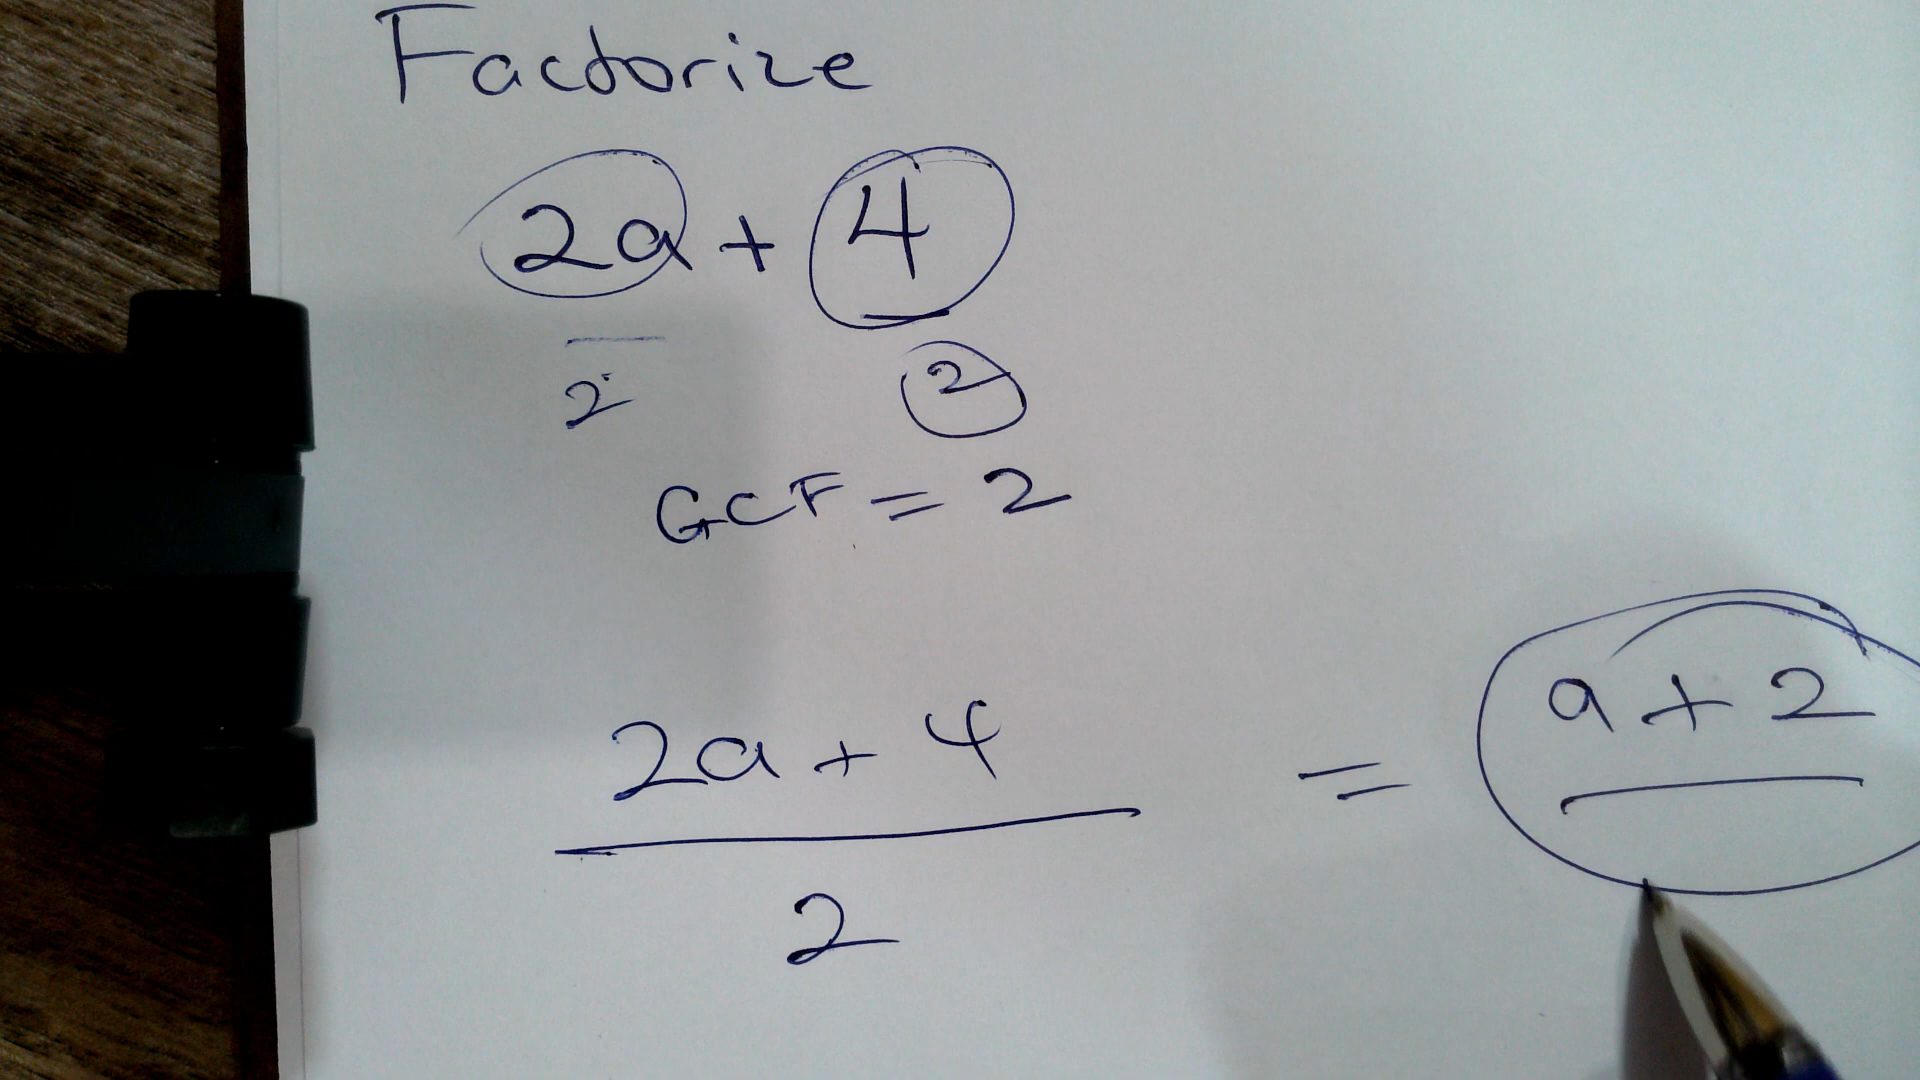 Factorize
2a + 4
2 2
GCF = 2
2a + 4 = a + 2
2